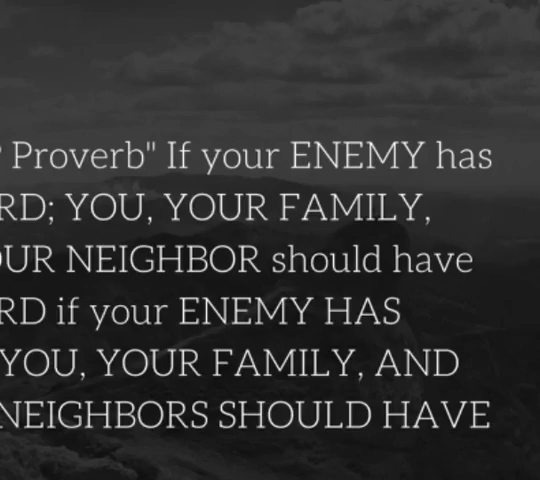 Proverb" If your ENEMY has
RD; YOU, YOUR FAMILY,
OUR NEIGHBOR should have
RD if your ENEMY HAS
YOU, YOUR FAMILY, AND
NEIGHBORS SHOULD HAVE